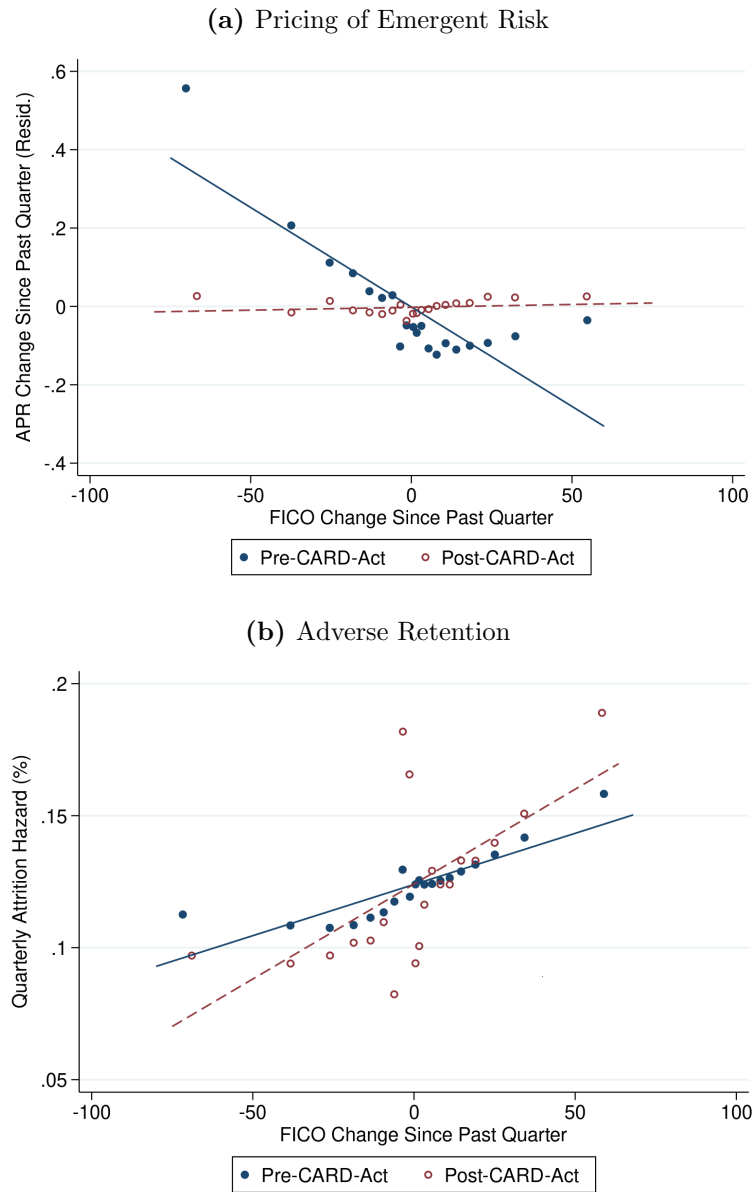 (a) Pricing of Emergent Risk
APR Change Since Past Quarter (Resid.)
.6
.4
.2
0
-.2
-.4
-100 -50 0 50 100
FICO Change Since Past Quarter
Pre-CARD-Act Post-CARD-Act
(b) Adverse Retention
Quarterly Attrition Hazard (%)
.2
.15
.1
.05
-100 -50 0 50 100
FICO Change Since Past Quarter
Pre-CARD-Act Post-CARD-Act